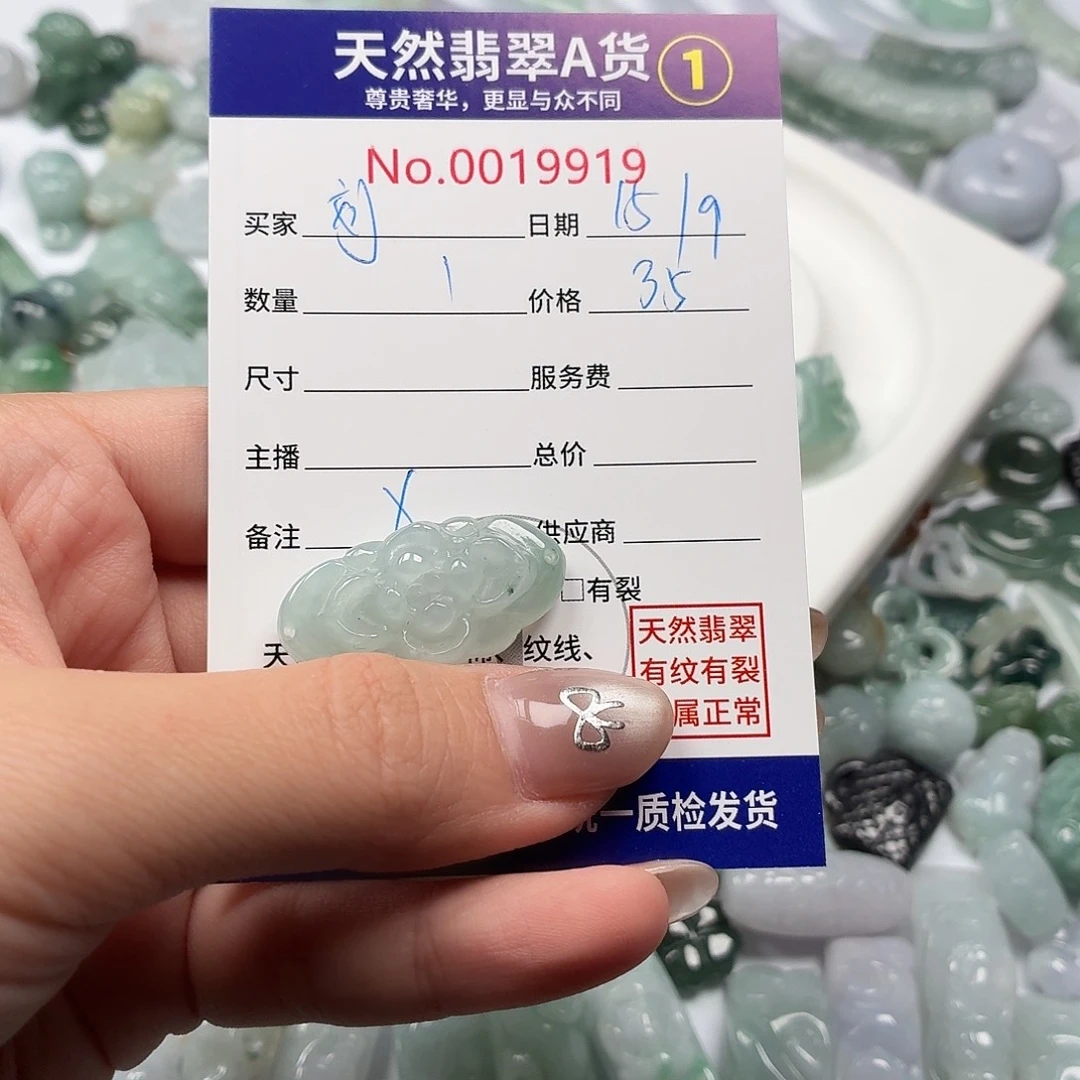 天然翡翠A货 1
尊贵奢华，更显与众不同
No.0019919
买家 日期 15/9
数量 1 价格 35
尺寸 服务费
主播 总价
备注 X 供应商
□有裂
天 纹线、
天然翡翠
有纹有裂
属正常
一质检发货